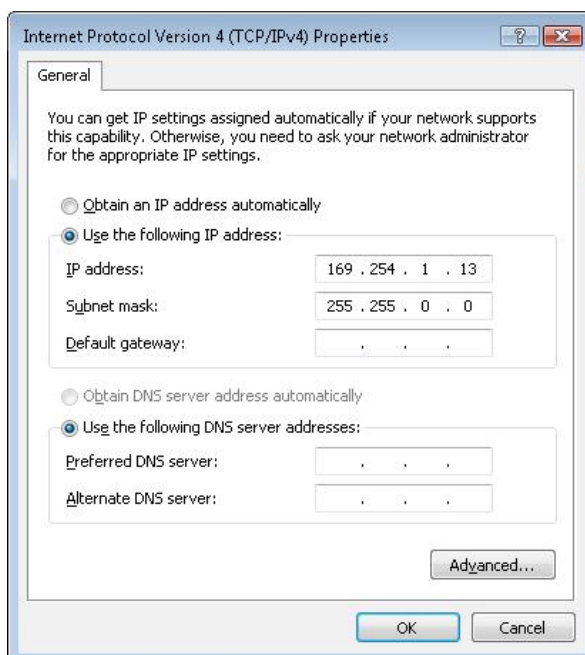 Internet Protocol Version 4 (TCP/IPv4) Properties
General
You can get IP settings assigned automatically if your network supports
this capability. Otherwise, you need to ask your network administrator
for the appropriate IP settings.
Obtain an IP address automatically
Use the following IP address:
IP address: 169 . 254 . 1 . 13
Subnet mask: 255 . 255 . 0 . 0
Default gateway: . . .
Obtain DNS server address automatically
Use the following DNS server addresses:
Preferred DNS server: . . .
Alternate DNS server: . . .
Advanced...
OK Cancel